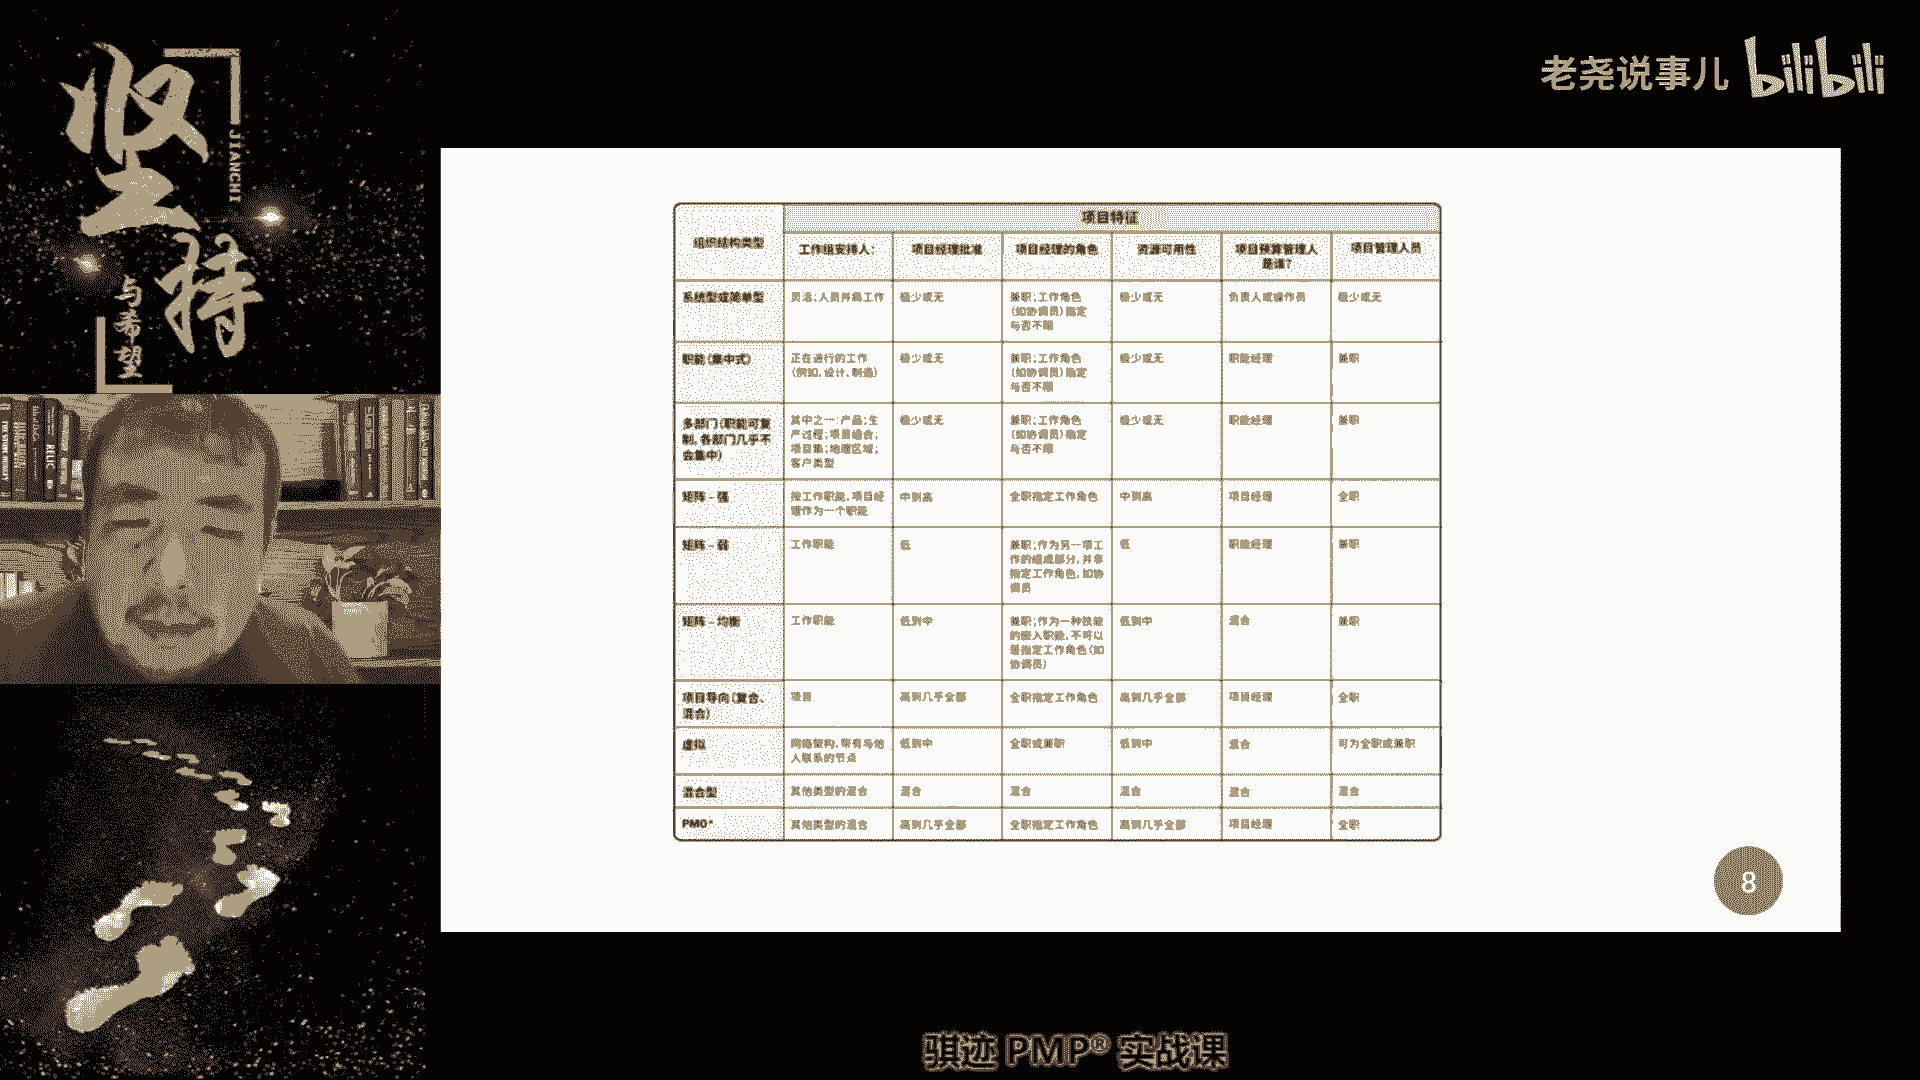 坚持
JIANCHI
与希望
老尧说事儿 bilibili
组织结构类型
项目特征
工作组安排人:
项目经理批准
项目经理的角色
资源可用性
项目预算管理人
是谁?
项目管理人员
系统型或简单型
灵活;人员并肩工作
极少或无
兼职;工作角色
(如协调员)指定
与否不限
极少或无
负责人或操作员
极少或无
职能(集中式)
正在进行的工作
(例如,设计、制造)
极少或无
兼职;工作角色
(如协调员)指定
与否不限
极少或无
职能经理
兼职
多部门(职能可复
制,各部门几乎不
会集中)
其中之一:产品;生
产过程;项目组合;
项目集;地理区域;
客户类型
极少或无
兼职;工作角色
(如协调员)指定
与否不限
极少或无
职能经理
兼职
矩阵 – 强
按工作职能,项目经
理作为一个职能
中到高
全职指定工作角色
中到高
项目经理
全职
矩阵 – 弱
工作职能
低
兼职;作为另一项工
作的组成部分,并非
指定工作角色,如协
调员
低
职能经理
兼职
矩阵 – 均衡
工作职能
低到中
兼职;作为一种技能
的嵌入职能,不可以
是指定工作角色(如
协调员)
低到中
混合
兼职
项目导向(复合、
混合)
项目
高到几乎全部
全职指定工作角色
高到几乎全部
项目经理
全职
虚拟
网络架构,带有与他
人联系的节点
低到中
全职或兼职
低到中
混合
可为全职或兼职
混合型
其他类型的混合
混合
混合
混合
混合
混合
PMO*
其他类型的混合
高到几乎全部
全职指定工作角色
高到几乎全部
项目经理
全职
8
骐迹 PMP® 实战课